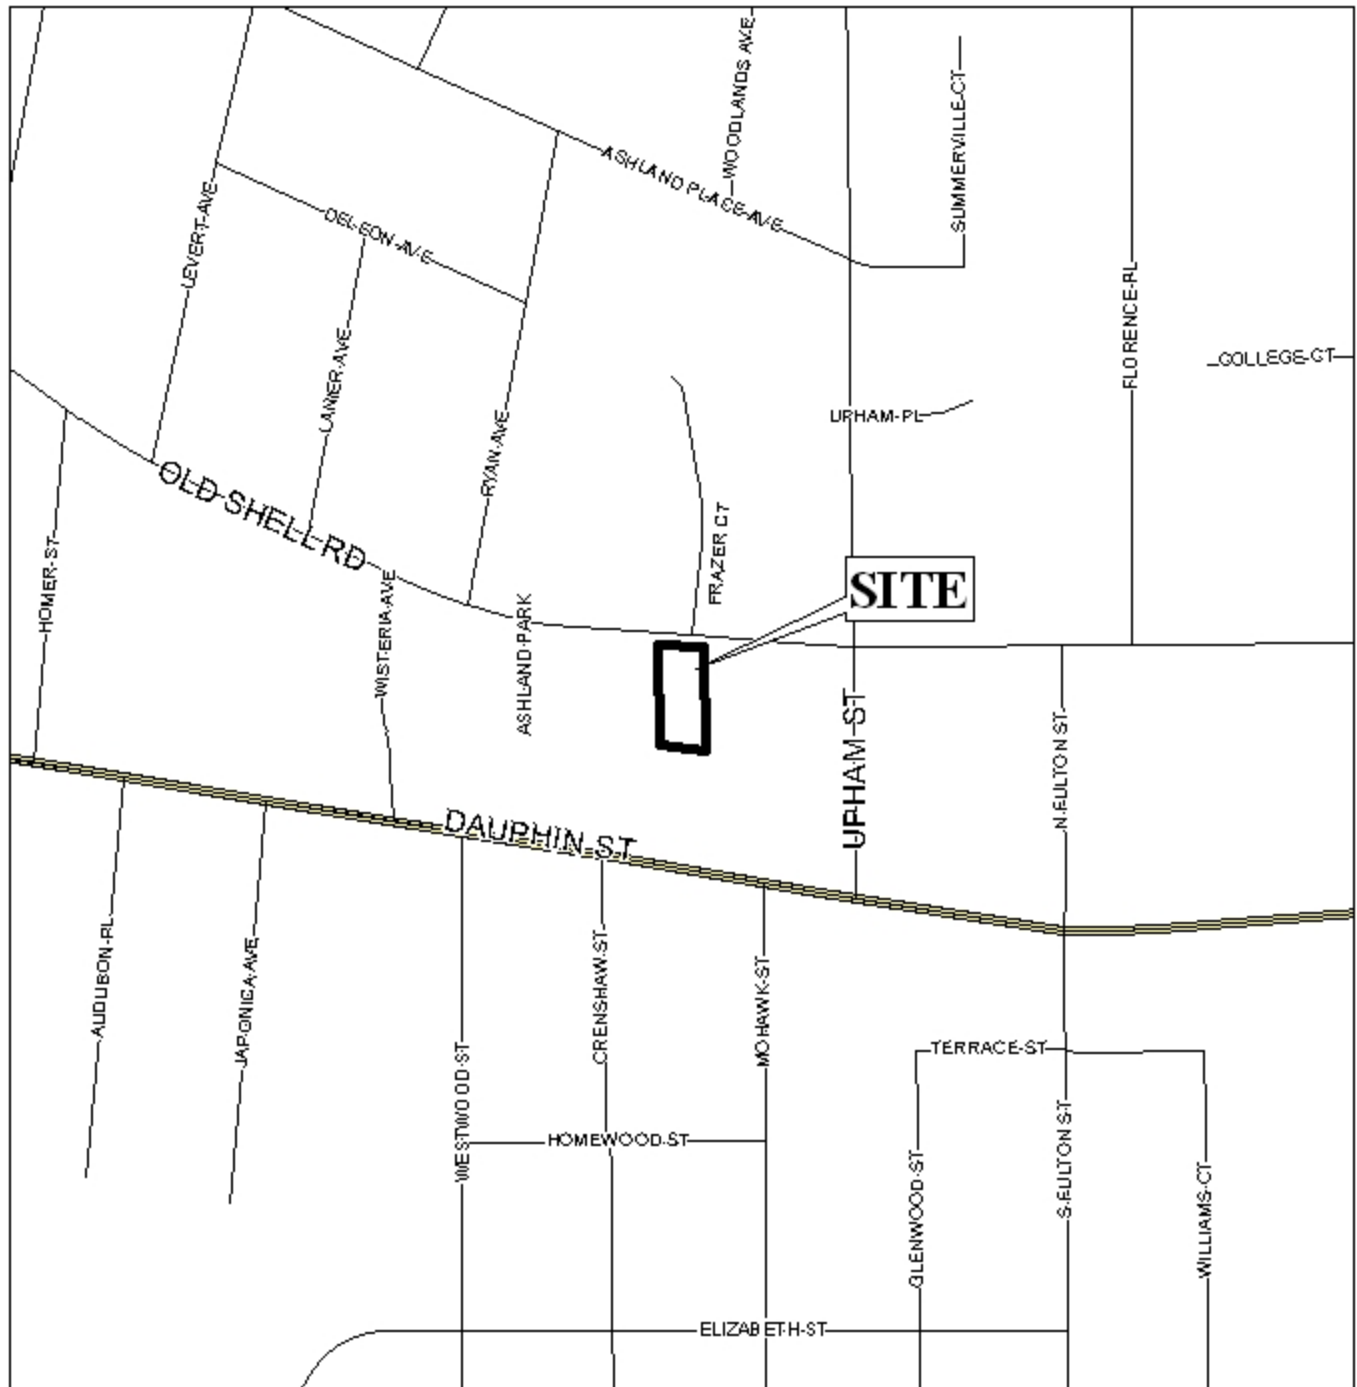 WOODLANDS AVE
SUMMERVILLE CT
ASHLAND PLACE AVE
LEVERT AVE
DELEON AVE
FLORENCE PL
COLLEGE CT
LANIER AVE
UPHAM PL
RYAN AVE
OLD SHELL RD
FRAZER CT
HOMER ST
SITE
WISTERIA AVE
ASHLAND PARK
UPHAM ST
N FULTON ST
DAUPHIN ST
AUDUBON PL
JAPONICA AVE
CRENSHAW ST
MOHAWK ST
TERRACE ST
WESTWOOD ST
HOMEWOOD ST
GLENWOOD ST
S FULTON ST
WILLIAMS CT
ELIZABETH ST